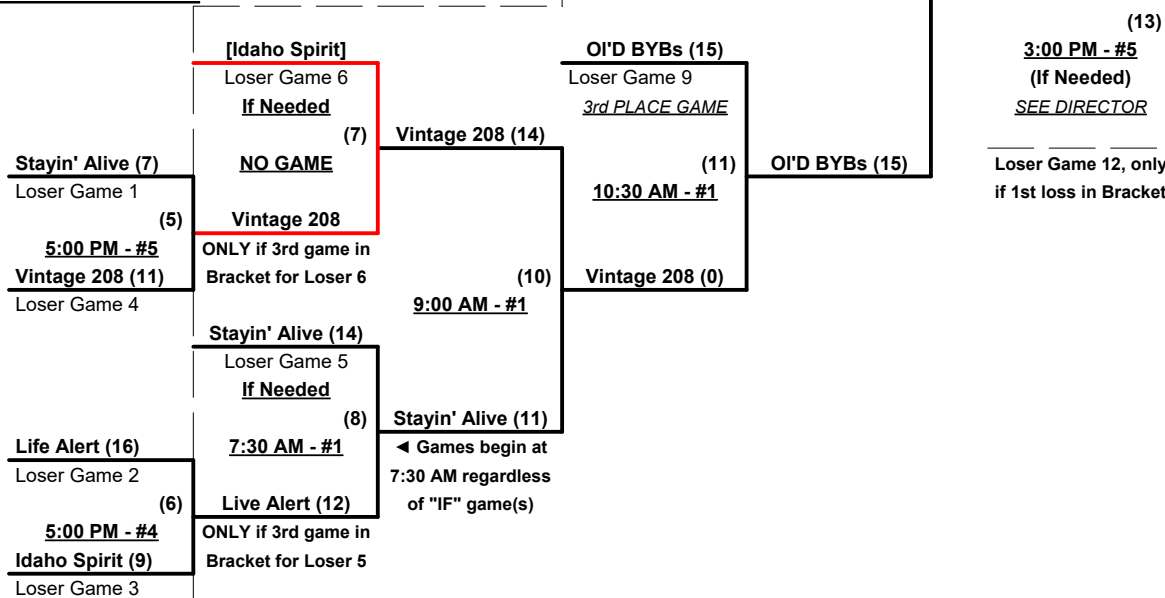 (13)
[Idaho Spirit]
Loser Game 6
If Needed
(7)
NO GAME
Vintage 208
ONLY if 3rd game in
Bracket for Loser 6
OI'D BYBs (15)
Loser Game 9
3rd PLACE GAME
(11)
10:30 AM - #1
3:00 PM - #5
(If Needed)
SEE DIRECTOR
Loser Game 12, only
if 1st loss in Bracket
Vintage 208 (14)
OI'D BYBs (15)
Stayin' Alive (7)
Loser Game 1
(5)
5:00 PM - #5
Vintage 208 (11)
Loser Game 4
(10)
9:00 AM - #1
Vintage 208 (0)
Stayin' Alive (14)
Loser Game 5
If Needed
(8)
7:30 AM - #1
Live Alert (12)
ONLY if 3rd game in
Bracket for Loser 5
Stayin' Alive (11)
◄ Games begin at
7:30 AM regardless
of "IF" game(s)
Life Alert (16)
Loser Game 2
(6)
5:00 PM - #4
Idaho Spirit (9)
Loser Game 3